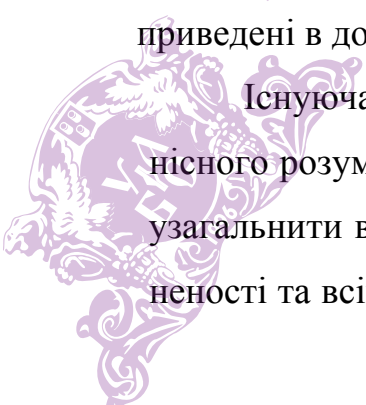 приведені в до
Існуюча
нісного розум
узагальнити в
неності та всі